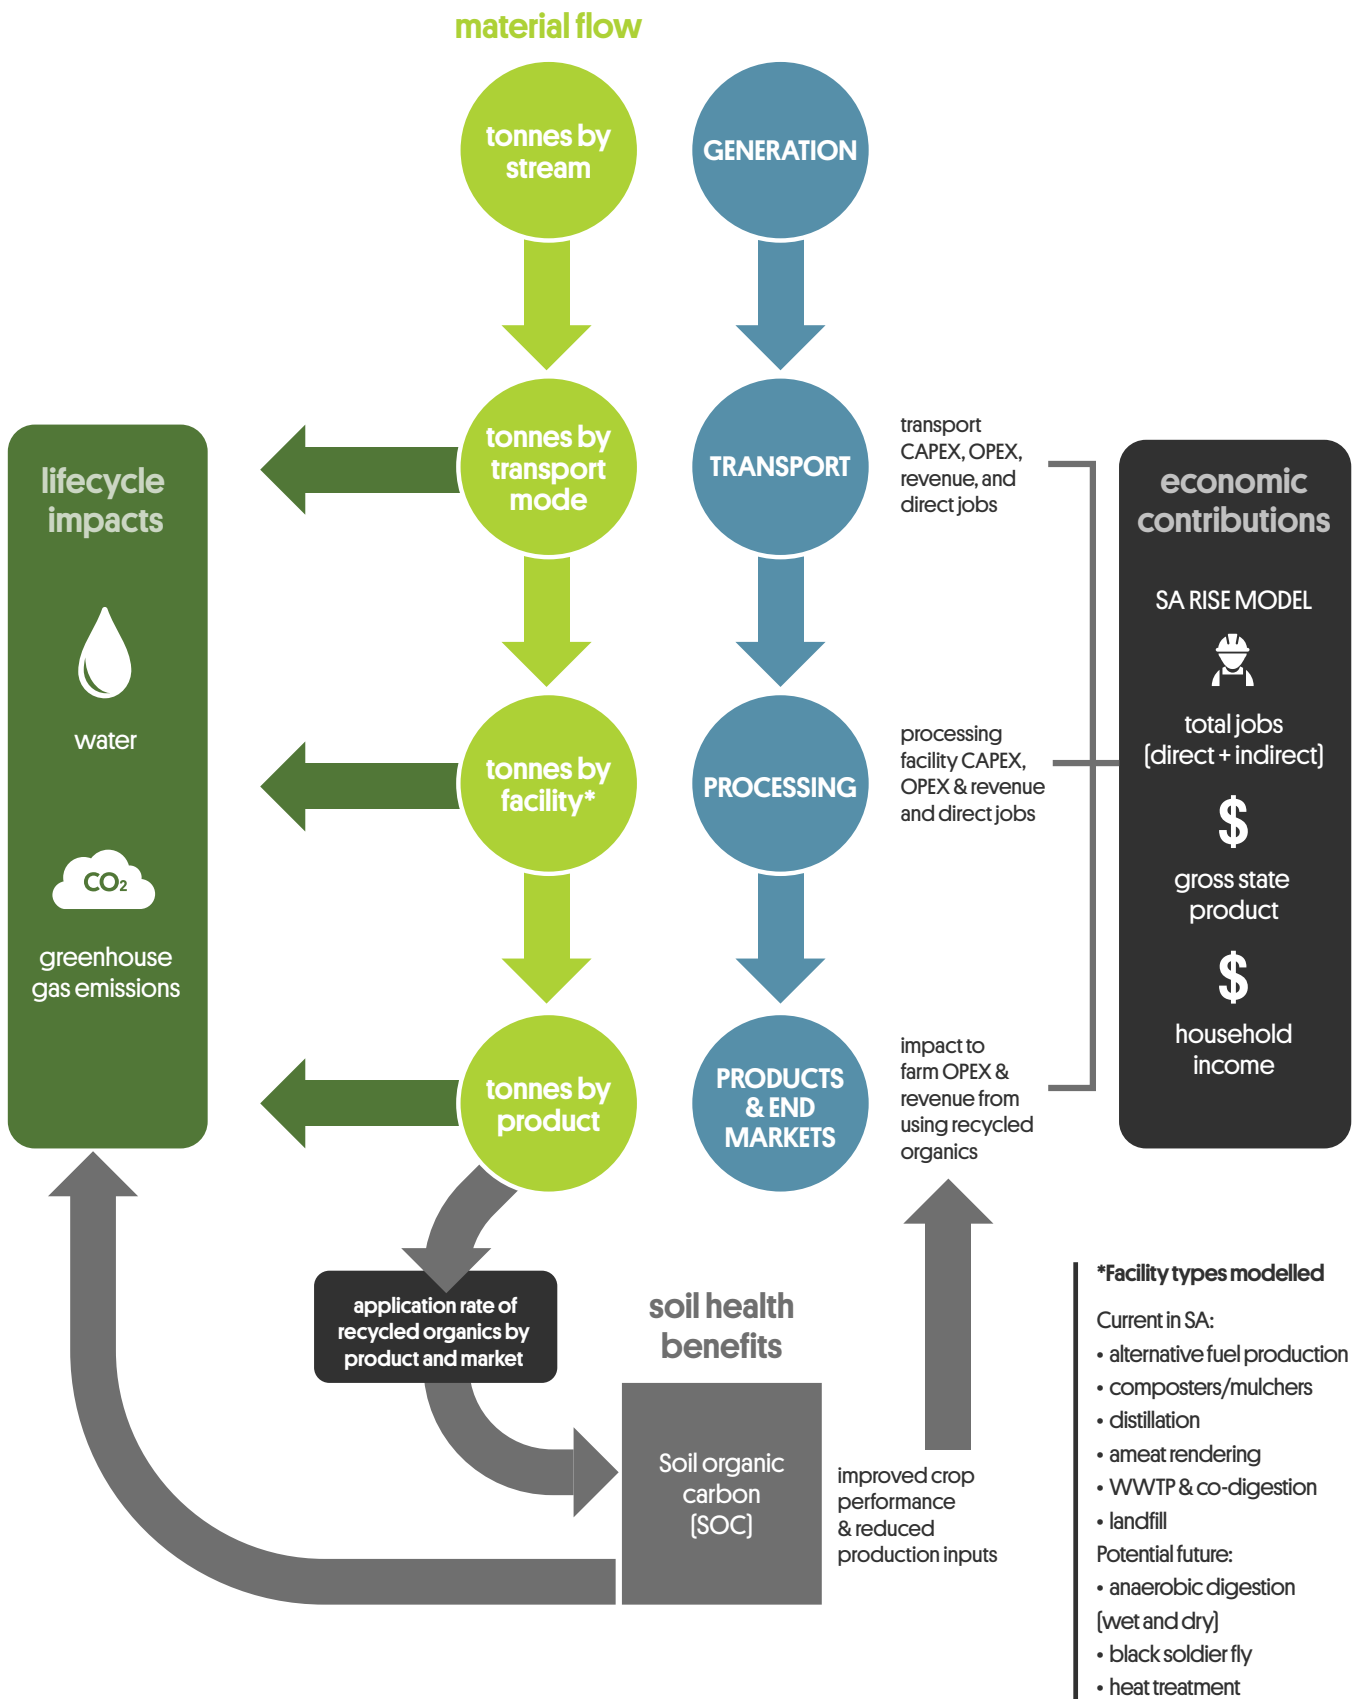 material flow
tonnes by
stream
GENERATION
tonnes by
transport
mode
TRANSPORT
transport
CAPEX, OPEX,
revenue, and
direct jobs
lifecycle
impacts
water
CO₂
greenhouse
gas emissions
economic
contributions
SA RISE MODEL
total jobs
(direct + indirect)
$
gross state
product
$
household
income
tonnes by
facility*
PROCESSING
processing
facility CAPEX,
OPEX & revenue
and direct jobs
tonnes by
product
PRODUCTS
& END
MARKETS
impact to
farm OPEX &
revenue from
using recycled
organics
application rate of
recycled organics by
product and market
soil health
benefits
Soil organic
carbon
(SOC)
improved crop
performance
& reduced
production inputs
*Facility types modelled
Current in SA:
• alternative fuel production
• composters/mulchers
• distillation
• ameat rendering
• WWTP & co-digestion
• landfill
Potential future:
• anaerobic digestion
(wet and dry)
• black soldier fly
• heat treatment